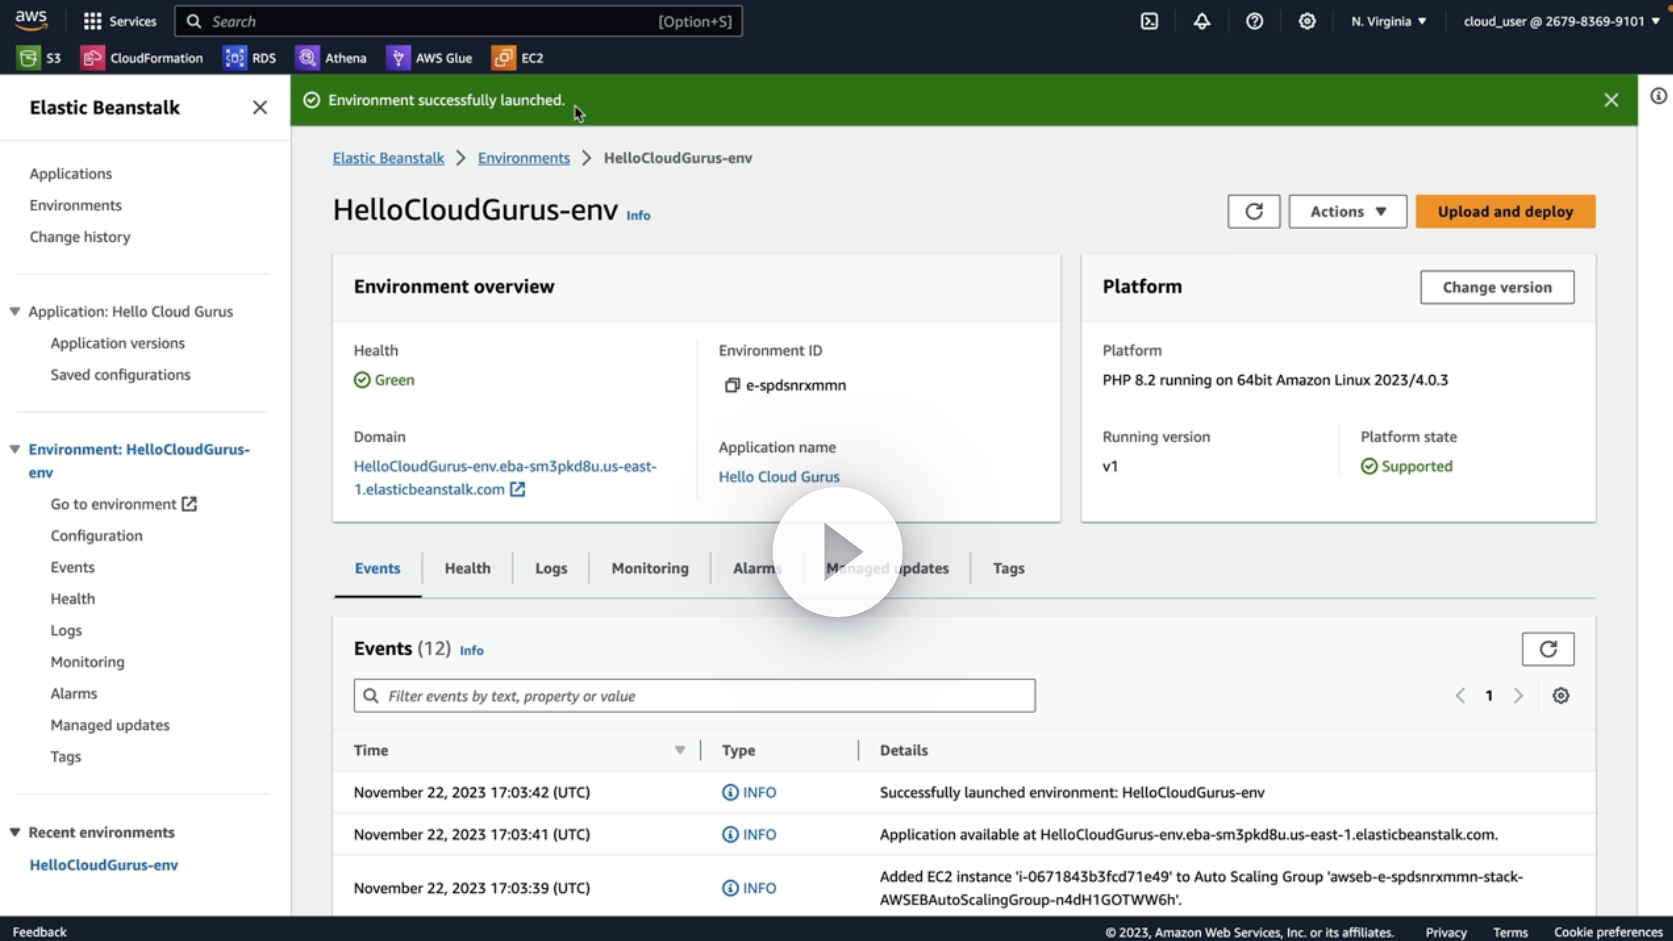 aws
Services
Search
[Option+S]
N. Virginia
cloud_user @ 2679-8369-9101
S3
CloudFormation
RDS
Athena
AWS Glue
EC2
Elastic Beanstalk
Applications
Environments
Change history
Application: Hello Cloud Gurus
Application versions
Saved configurations
Environment: HelloCloudGurus-
env
Go to environment
Configuration
Events
Health
Logs
Monitoring
Alarms
Managed updates
Tags
Recent environments
HelloCloudGurus-env
Environment successfully launched.
Elastic Beanstalk
Environments
HelloCloudGurus-env
HelloCloudGurus-env Info
Actions
Upload and deploy
Environment overview
Health
Green
Domain
HelloCloudGurus-env.eba-sm3pkd8u.us-east-
1.elasticbeanstalk.com
Environment ID
e-spdsnrxmmn
Application name
Hello Cloud Gurus
Platform
Change version
Platform
PHP 8.2 running on 64bit Amazon Linux 2023/4.0.3
Running version
v1
Platform state
Supported
Events
Health
Logs
Monitoring
Alarms
Managed updates
Tags
Events (12) Info
Filter events by text, property or value
1
Time
Type
Details
November 22, 2023 17:03:42 (UTC)
INFO
Successfully launched environment: HelloCloudGurus-env
November 22, 2023 17:03:41 (UTC)
INFO
Application available at HelloCloudGurus-env.eba-sm3pkd8u.us-east-1.elasticbeanstalk.com.
November 22, 2023 17:03:39 (UTC)
INFO
Added EC2 instance 'i-0671843b3fcd71e49' to Auto Scaling Group 'awseb-e-spdsnrxmmn-stack-
AWSEBAutoScalingGroup-n4dH1GOTWW6h'.
Feedback
© 2023, Amazon Web Services, Inc. or its affiliates.
Privacy
Terms
Cookie preferences